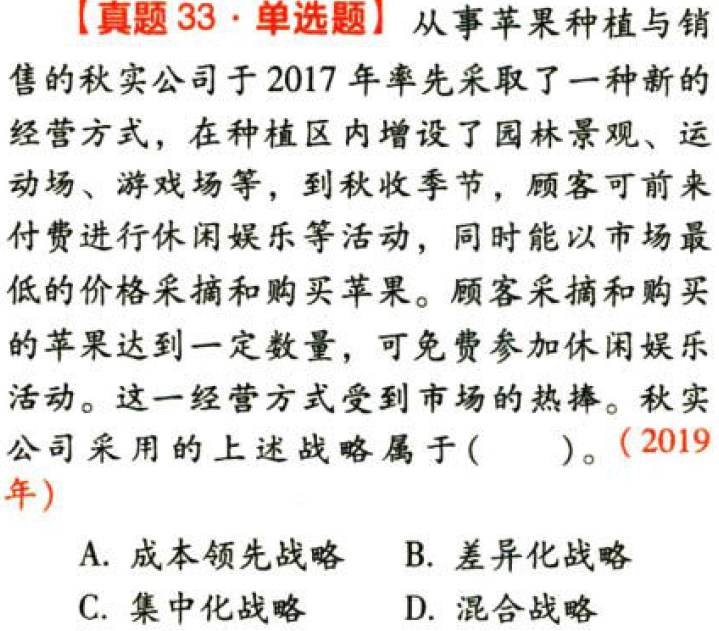 【真题 33·单选题】 从事苹果种植与销
售的秋实公司于 2017 年率先采取了一种新的
经营方式，在种植区内增设了园林景观、运
动场、游戏场等，到秋收季节，顾客可前来
付费进行休闲娱乐等活动，同时能以市场最
低的价格采摘和购买苹果。顾客采摘和购买
的苹果达到一定数量，可免费参加休闲娱乐
活动。这一经营方式受到市场的热捧。秋实
公司采用的上述战略属于(　　)。(2019
年)
A. 成本领先战略　　B. 差异化战略
C. 集中化战略　　D. 混合战略